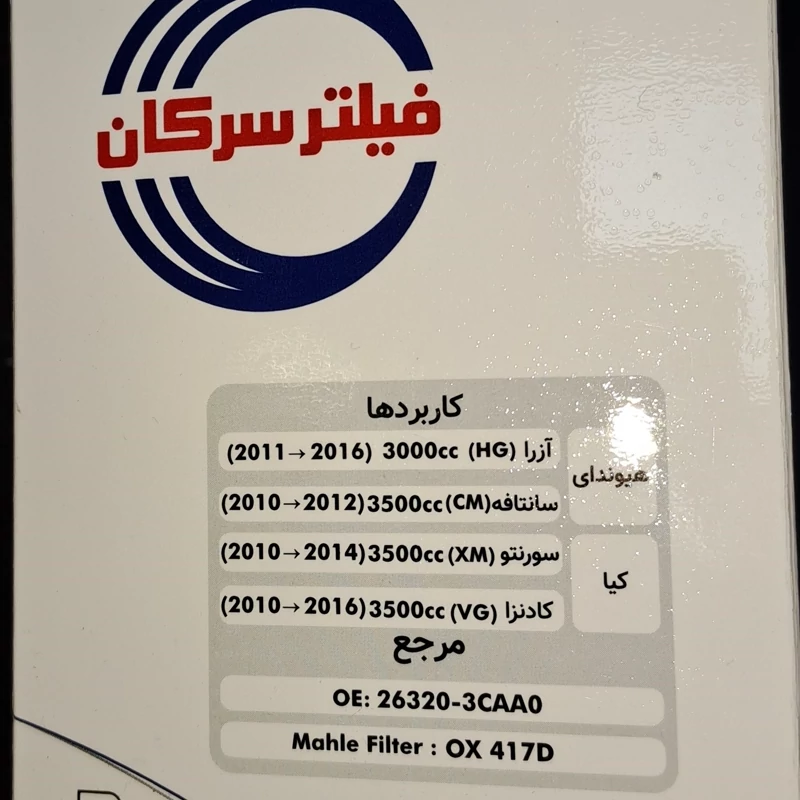 فیلتر سرکان
کاربردها
هیوندای
آزرا (HG) 3000cc (2011→2016)
سانتافه(CM)3500cc(2010→2012)
کیا
سورنتو (XM)3500cc(2010→2014)
کادنزا (VG)3500cc(2010→2016)
مرجع
OE: 26320-3CAA0
Mahle Filter : OX 417D